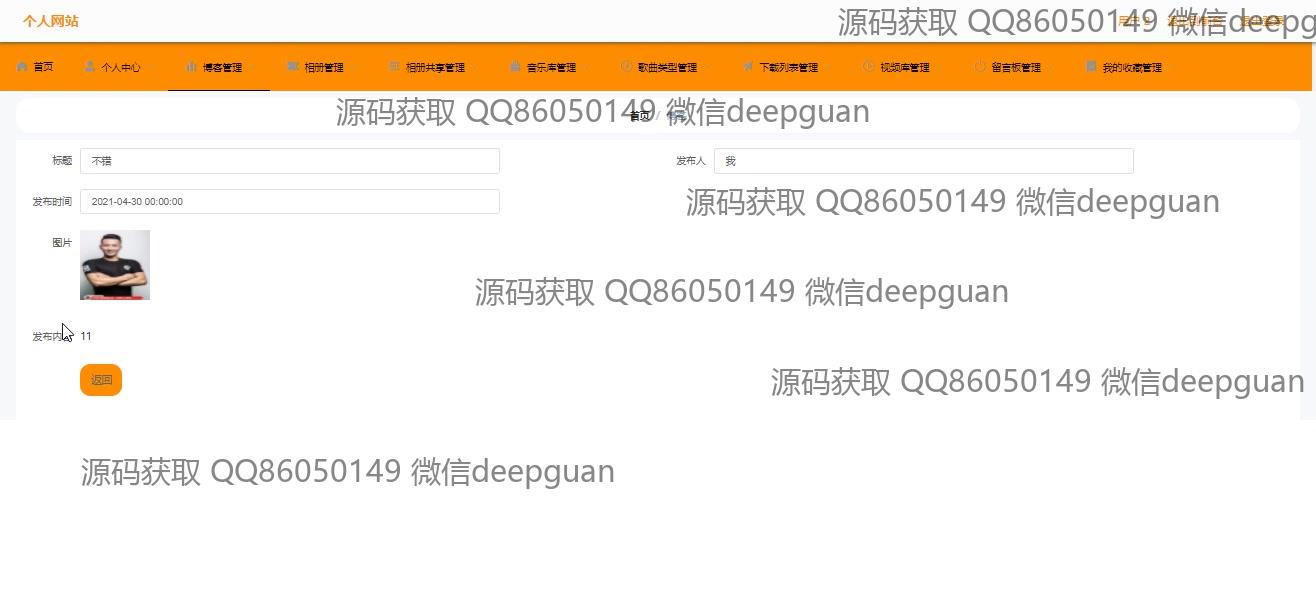 个人网站
源码获取 QQ86050149 微信deepg
首页 个人中心 博客管理 相册管理 相册共享管理 音乐库管理 歌曲类型管理 下载列表管理 视频库管理 留言板管理 我的收藏管理
源码获取 QQ86050149 微信deepguan
首页 /
标题 不错 发布人 我
发布时间 2021-04-30 00:00:00
源码获取 QQ86050149 微信deepguan
图片
源码获取 QQ86050149 微信deepguan
发布内 11
返回
源码获取 QQ86050149 微信deepguan
源码获取 QQ86050149 微信deepguan